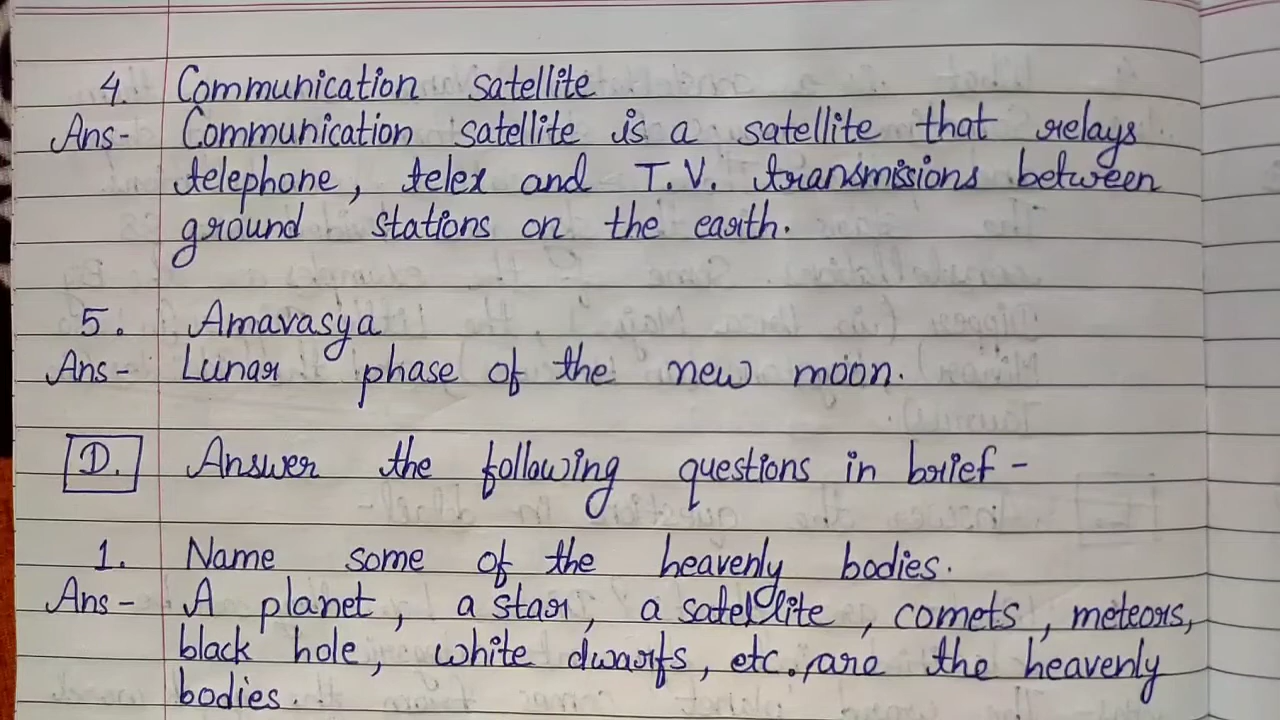 4. Communication satellite
Ans- Communication satellite is a satellite that relays
telephone, telex and T.V. transmissions between
ground stations on the earth.
5. Amavasya
Ans- Lunar phase of the new moon.
D. Answer the following questions in brief -
1. Name some of the heavenly bodies.
Ans- A planet, a star, a satellite, comets, meteors,
black hole, white dwarfs, etc. are the heavenly
bodies.